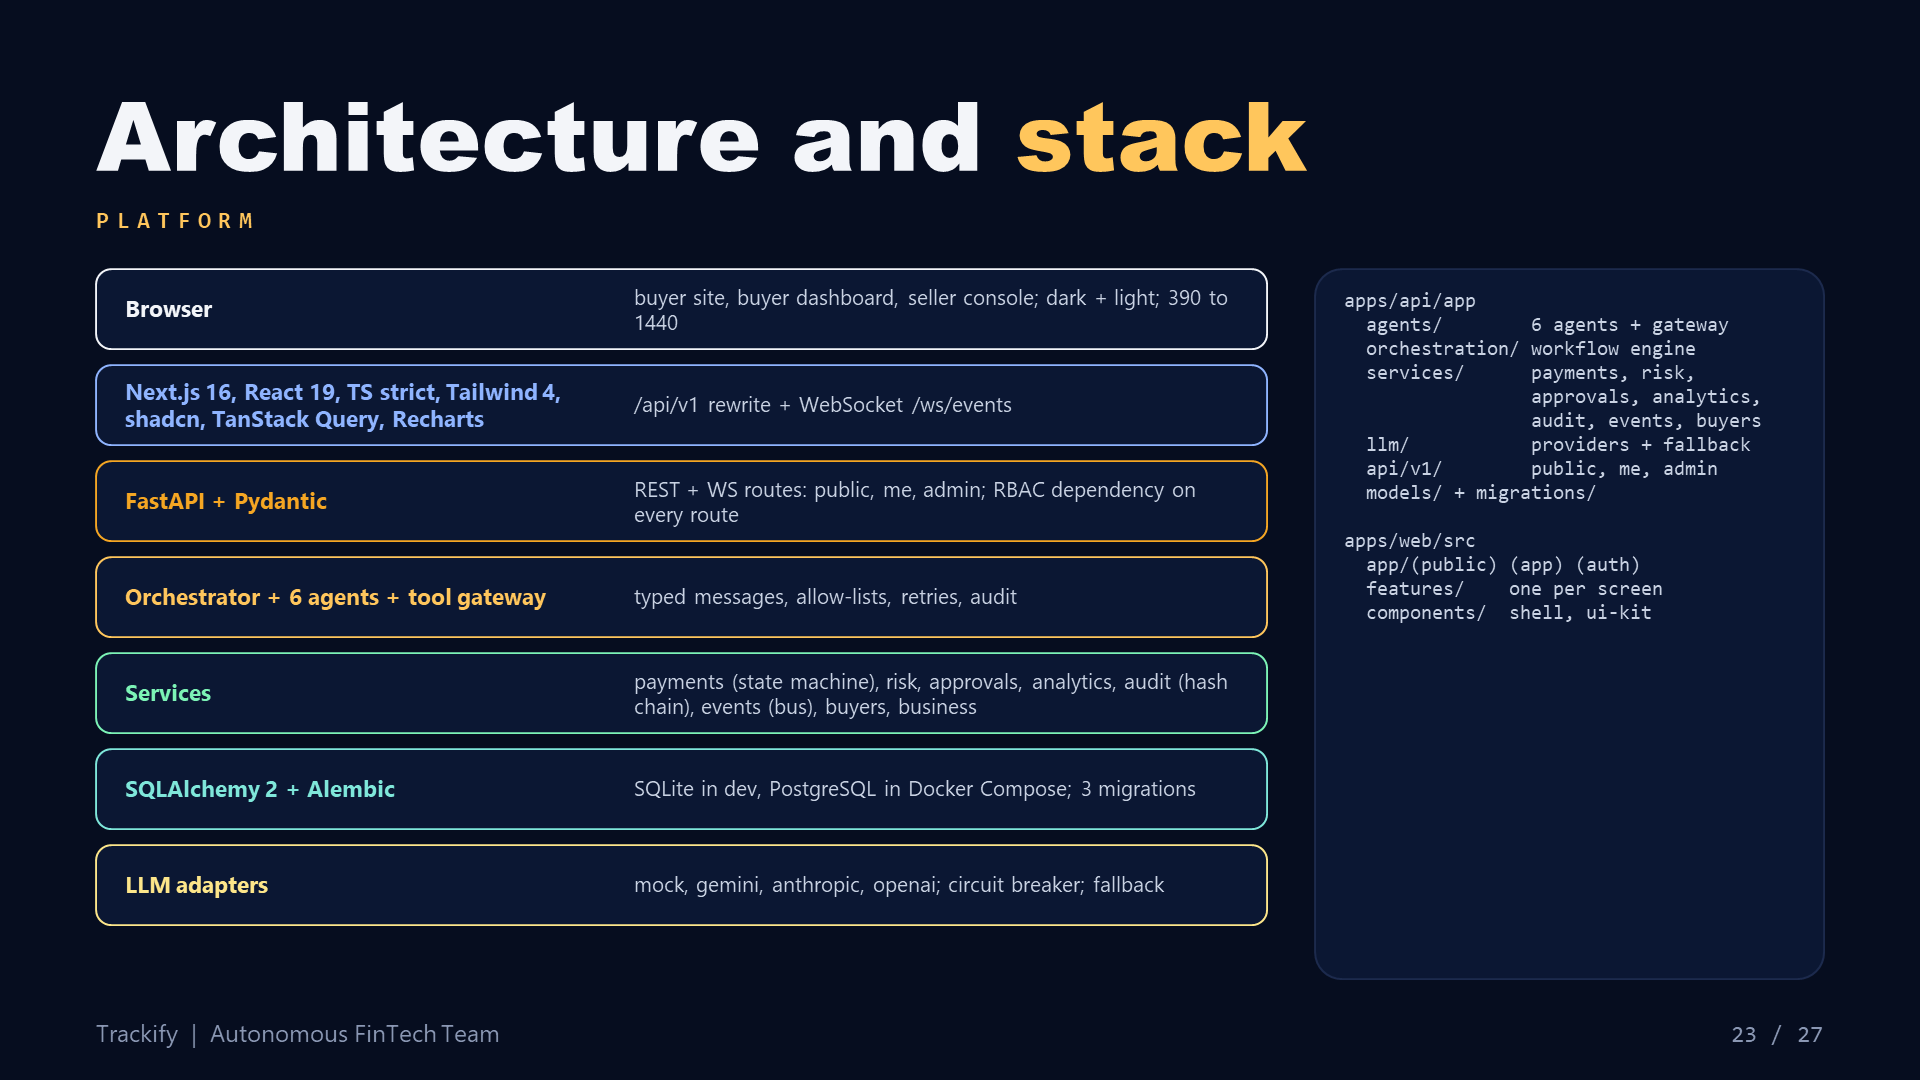 Architecture and stack
PLATFORM
Browser
buyer site, buyer dashboard, seller console; dark + light; 390 to
1440
Next.js 16, React 19, TS strict, Tailwind 4,
shadcn, TanStack Query, Recharts
/api/v1 rewrite + WebSocket /ws/events
FastAPI + Pydantic
REST + WS routes: public, me, admin; RBAC dependency on
every route
Orchestrator + 6 agents + tool gateway
typed messages, allow-lists, retries, audit
Services
payments (state machine), risk, approvals, analytics, audit (hash
chain), events (bus), buyers, business
SQLAlchemy 2 + Alembic
SQLite in dev, PostgreSQL in Docker Compose; 3 migrations
LLM adapters
mock, gemini, anthropic, openai; circuit breaker; fallback
apps/api/app
agents/ 6 agents + gateway
orchestration/ workflow engine
services/ payments, risk,
approvals, analytics,
audit, events, buyers
llm/ providers + fallback
api/v1/ public, me, admin
models/ + migrations/
apps/web/src
app/(public) (app) (auth)
features/ one per screen
components/ shell, ui-kit
Trackify | Autonomous FinTech Team
23 / 27